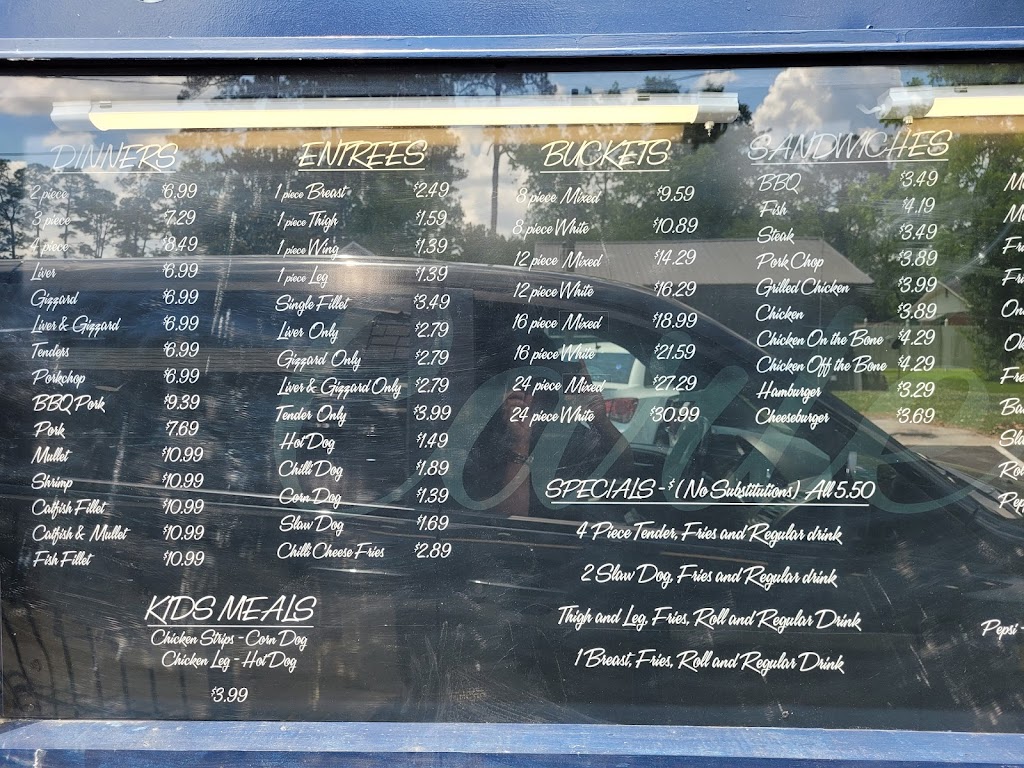 DINNERS
2 piece $6.99
3 piece $7.29
4 piece $8.49
Liver $6.99
Gizzard $6.99
Liver & Gizzard $6.99
Tenders $6.99
Porkchop $6.99
BBQ Pork $9.39
Pork $7.69
Mullet $10.99
Shrimp $10.99
Catfish Fillet $10.99
Catfish & Mullet $10.99
Fish Fillet $10.99
KIDS MEALS
Chicken Strips - Corn Dog
Chicken Leg - Hot Dog
$3.99
ENTREES
1 piece Breast $2.49
1 piece Thigh $1.59
1 piece Wing $1.39
1 piece Leg $1.39
Single Fillet $3.49
Liver Only $2.79
Gizzard Only $2.79
Liver & Gizzard Only $2.79
Tender Only $3.99
Hot Dog $1.49
Chili Dog $1.89
Corn Dog $1.39
Slaw Dog $1.69
Chili Cheese Fries $2.89
BUCKETS
8 piece Mixed $9.59
8 piece White $10.89
12 piece Mixed $14.29
12 piece White $16.29
16 piece Mixed $18.99
16 piece White $21.59
24 piece Mixed $27.29
24 piece White $30.99
SANDWICHES
BBQ $3.49
Fish $4.19
Steak $3.49
Pork Chop $3.89
Grilled Chicken $3.99
Chicken $3.89
Chicken On the Bone $4.29
Chicken Off the Bone $4.29
Hamburger $3.29
Cheeseburger $3.69
SPECIALS - $ (No Substitutions) All 5.50
4 Piece Tender, Fries and Regular drink
2 Slaw Dog, Fries and Regular drink
Thigh and Leg, Fries, Roll and Regular Drink
1 Breast, Fries, Roll and Regular Drink
Pepsi -